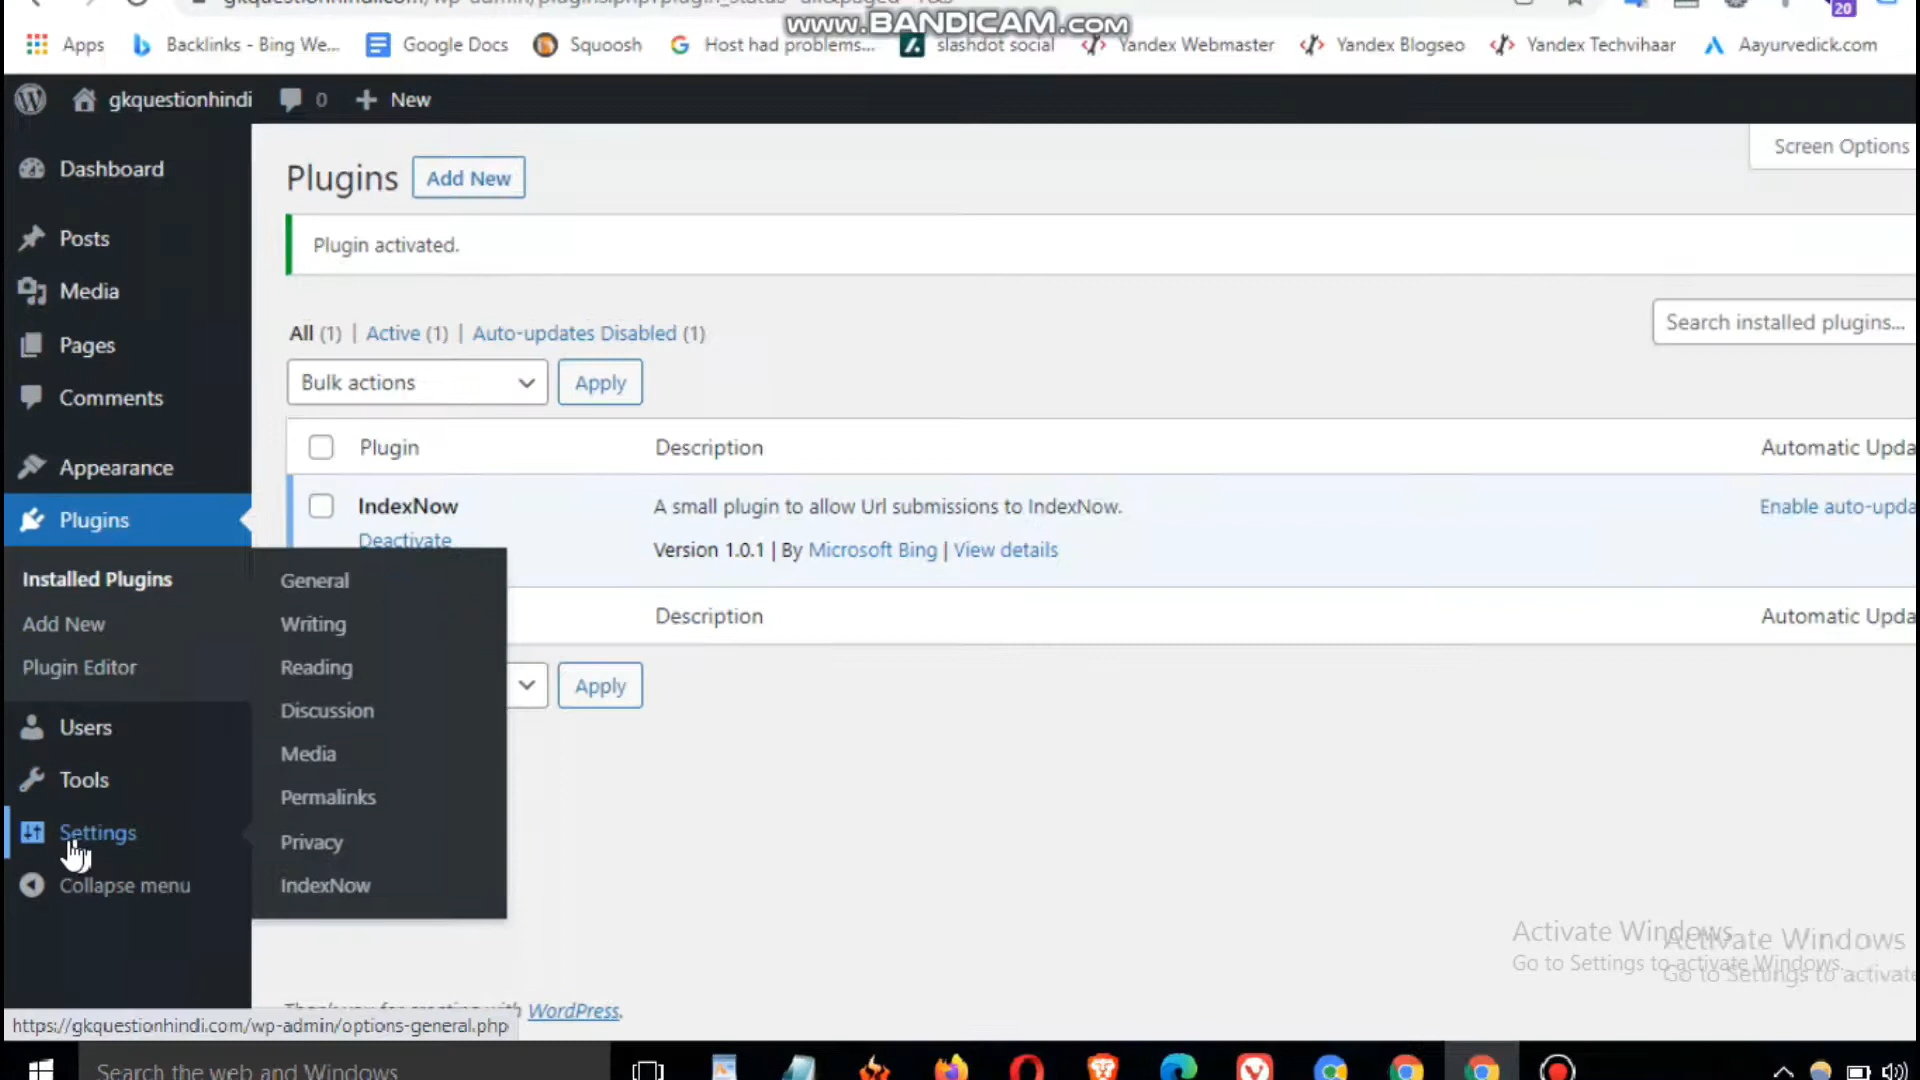 www.BANDICAM.com
20
Apps
Backlinks - Bing We...
Google Docs
Squoosh
Host had problems...
slashdot social
Yandex Webmaster
Yandex Blogseo
Yandex Techvihaar
Aayurvedick.com
gkquestionhindi
0
New
Screen Options
Dashboard
Posts
Media
Pages
Comments
Appearance
Plugins
Installed Plugins
Add New
Plugin Editor
Users
Tools
Settings
Collapse menu
General
Writing
Reading
Discussion
Media
Permalinks
Privacy
IndexNow
Plugins Add New
Plugin activated.
All (1) | Active (1) | Auto-updates Disabled (1)
Search installed plugins...
Bulk actions Apply
Plugin Description Automatic Upda
IndexNow A small plugin to allow Url submissions to IndexNow. Enable auto-upda
Deactivate Version 1.0.1 | By Microsoft Bing | View details
Description Automatic Upda
Apply
Activate Windows
Go to Settings to activate Windows.
Activate Windows
Go to Settings to activate
WordPress.
https://gkquestionhindi.com/wp-admin/options-general.php
Search the web and Windows